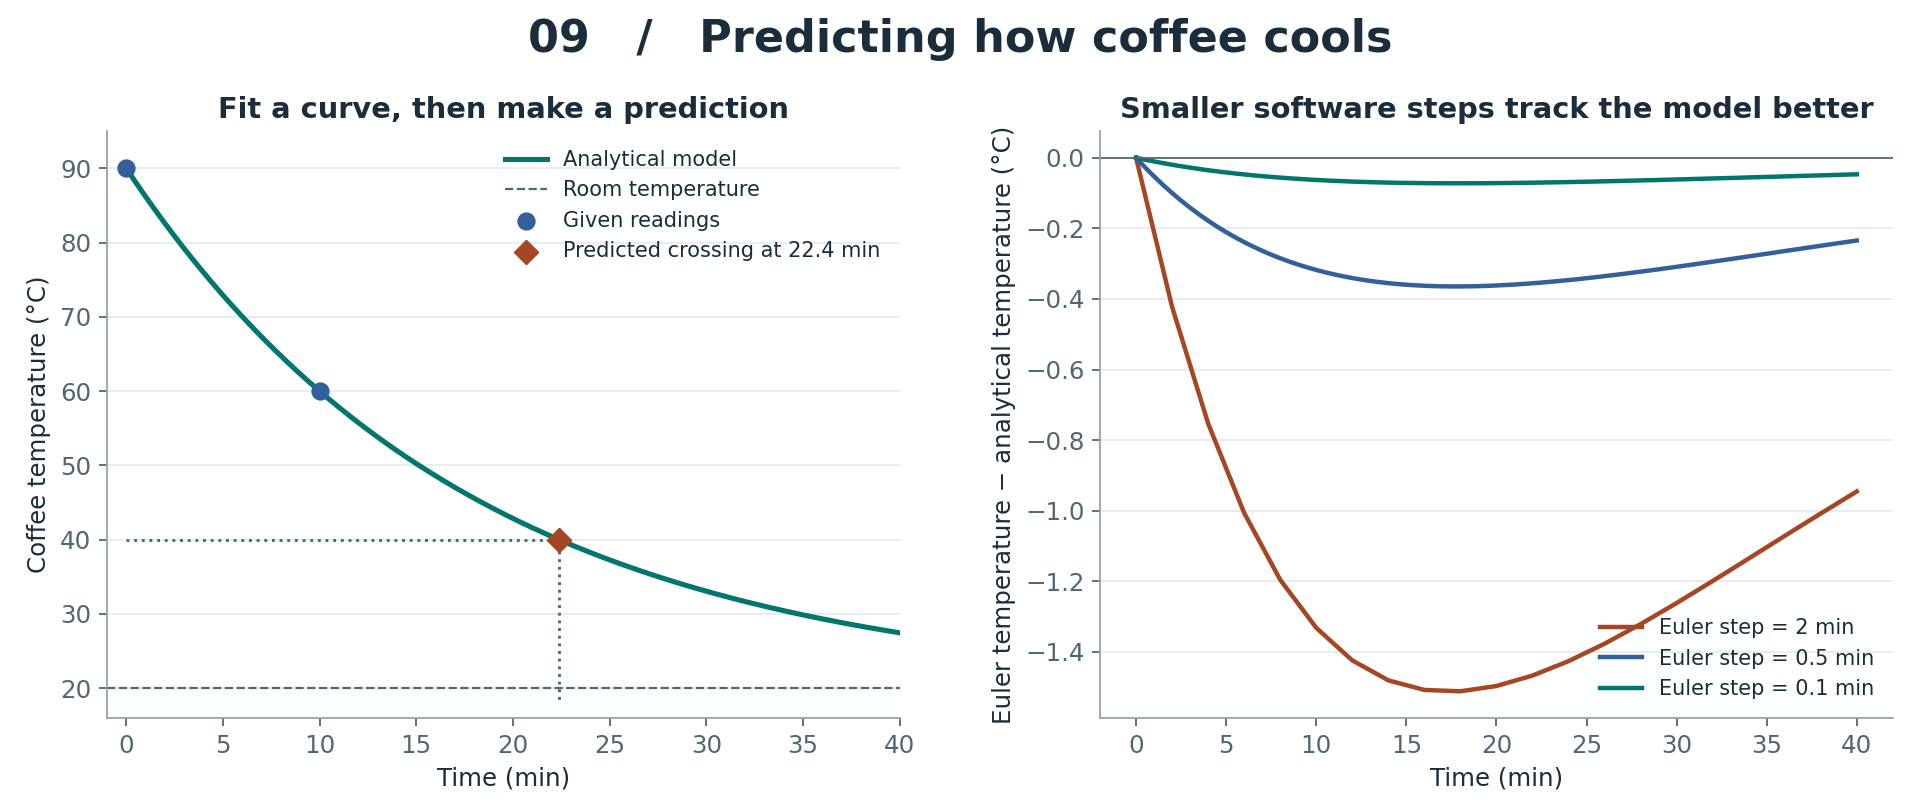 09 / Predicting how coffee cools
Fit a curve, then make a prediction
Coffee temperature (°C)
90
80
70
60
50
40
30
20
Analytical model
Room temperature
Given readings
Predicted crossing at 22.4 min
0 5 10 15 20 25 30 35 40
Time (min)
Smaller software steps track the model better
Euler temperature − analytical temperature (°C)
0.0
−0.2
−0.4
−0.6
−0.8
−1.0
−1.2
−1.4
Euler step = 2 min
Euler step = 0.5 min
Euler step = 0.1 min
0 5 10 15 20 25 30 35 40
Time (min)